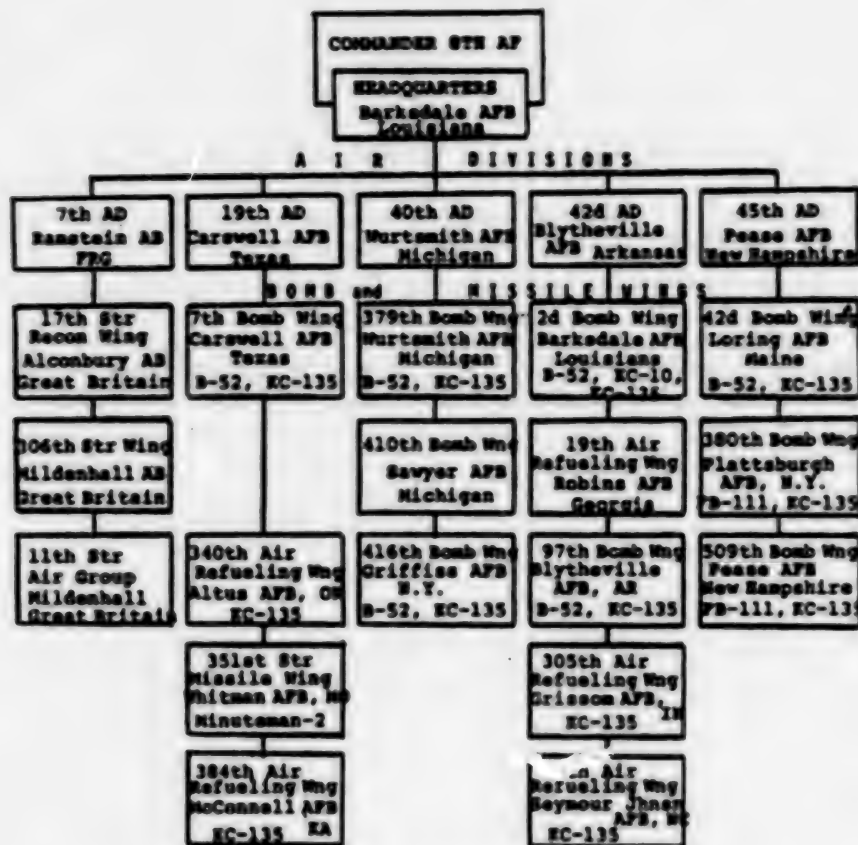 COMMANDER 8TH AF
HEADQUARTERS
Barksdale AFB
Louisiana
AIR DIVISIONS
7th AD
Ramstein AB
FRG
19th AD
Carswell AFB
Texas
40th AD
Wurtsmith AFB
Michigan
42d AD
Blytheville
AFB Arkansas
45th AD
Pease AFB
New Hampshire
BOMB and MISSILE WINGS
17th Str
Recon Wing
Alconbury AB
Great Britain
7th Bomb Wing
Carswell AFB
Texas
B-52, KC-135
379th Bomb Wng
Wurtsmith AFB
Michigan
B-52, KC-135
2d Bomb Wing
Barksdale AFB
Louisiana
B-52, KC-10,
KC-135
42d Bomb Wing
Loring AFB
Maine
B-52, KC-135
306th Str Wing
Mildenhall AB
Great Britain
410th Bomb Wng
Sawyer AFB
Michigan
19th Air
Refueling Wng
Robins AFB
Georgia
380th Bomb Wng
Plattsburgh
AFB, N.Y.
FB-111, KC-135
11th Str
Air Group
Mildenhall
Great Britain
340th Air
Refueling Wng
Altus AFB, OK
KC-135
416th Bomb Wng
Griffiss AFB
N.Y.
B-52, KC-135
97th Bomb Wng
Blytheville
AFB, AR
B-52, KC-135
509th Bomb Wng
Pease AFB
New Hampshire
FB-111, KC-135
351st Str
Missile Wing
Whitman AFB, MO
Minuteman-2
305th Air
Refueling Wng
Grissom AFB,
IN
KC-135
384th Air
Refueling Wng
McConnell AFB
KA
KC-135
Air
Refueling Wng
Seymour Jhnsn
AFB, NC
KC-135